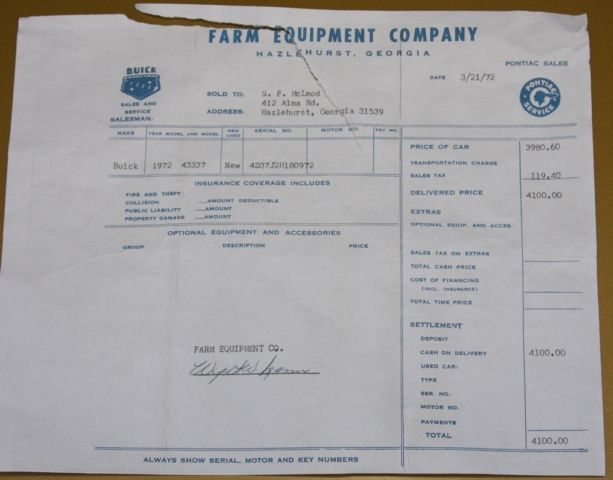 FARM EQUIPMENT COMPANY
HAZLEHURST, GEORGIA
BUICK
SALES AND
SERVICE
SALESMAN:
SOLD TO: S. F. McLeod
412 Alma Rd.
ADDRESS: Hazlehurst, Georgia 31539
PONTIAC SALES
DATE 3/21/72
PONTIAC
SERVICE
MAKE YEAR MODEL AND MODEL NEW USED SERIAL NO. MOTOR NO. KEY NO.
Buick 1972 43337 New 4D37J2H180972
INSURANCE COVERAGE INCLUDES
FIRE AND THEFT
COLLISION AMOUNT DEDUCTIBLE
PUBLIC LIABILITY AMOUNT
PROPERTY DAMAGE AMOUNT
OPTIONAL EQUIPMENT AND ACCESSORIES
GROUP DESCRIPTION PRICE
FARM EQUIPMENT CO.
PRICE OF CAR 3980.60
TRANSPORTATION CHARGE
SALES TAX 119.40
DELIVERED PRICE 4100.00
EXTRAS
OPTIONAL EQUIP. AND ACCES.
SALES TAX ON EXTRAS
TOTAL CASH PRICE
COST OF FINANCING
(INCL. INSURANCE)
TOTAL TIME PRICE
SETTLEMENT
DEPOSIT
CASH ON DELIVERY 4100.00
USED CAR:
TYPE
SER. NO.
MOTOR NO.
PAYMENTS
TOTAL 4100.00
ALWAYS SHOW SERIAL, MOTOR AND KEY NUMBERS